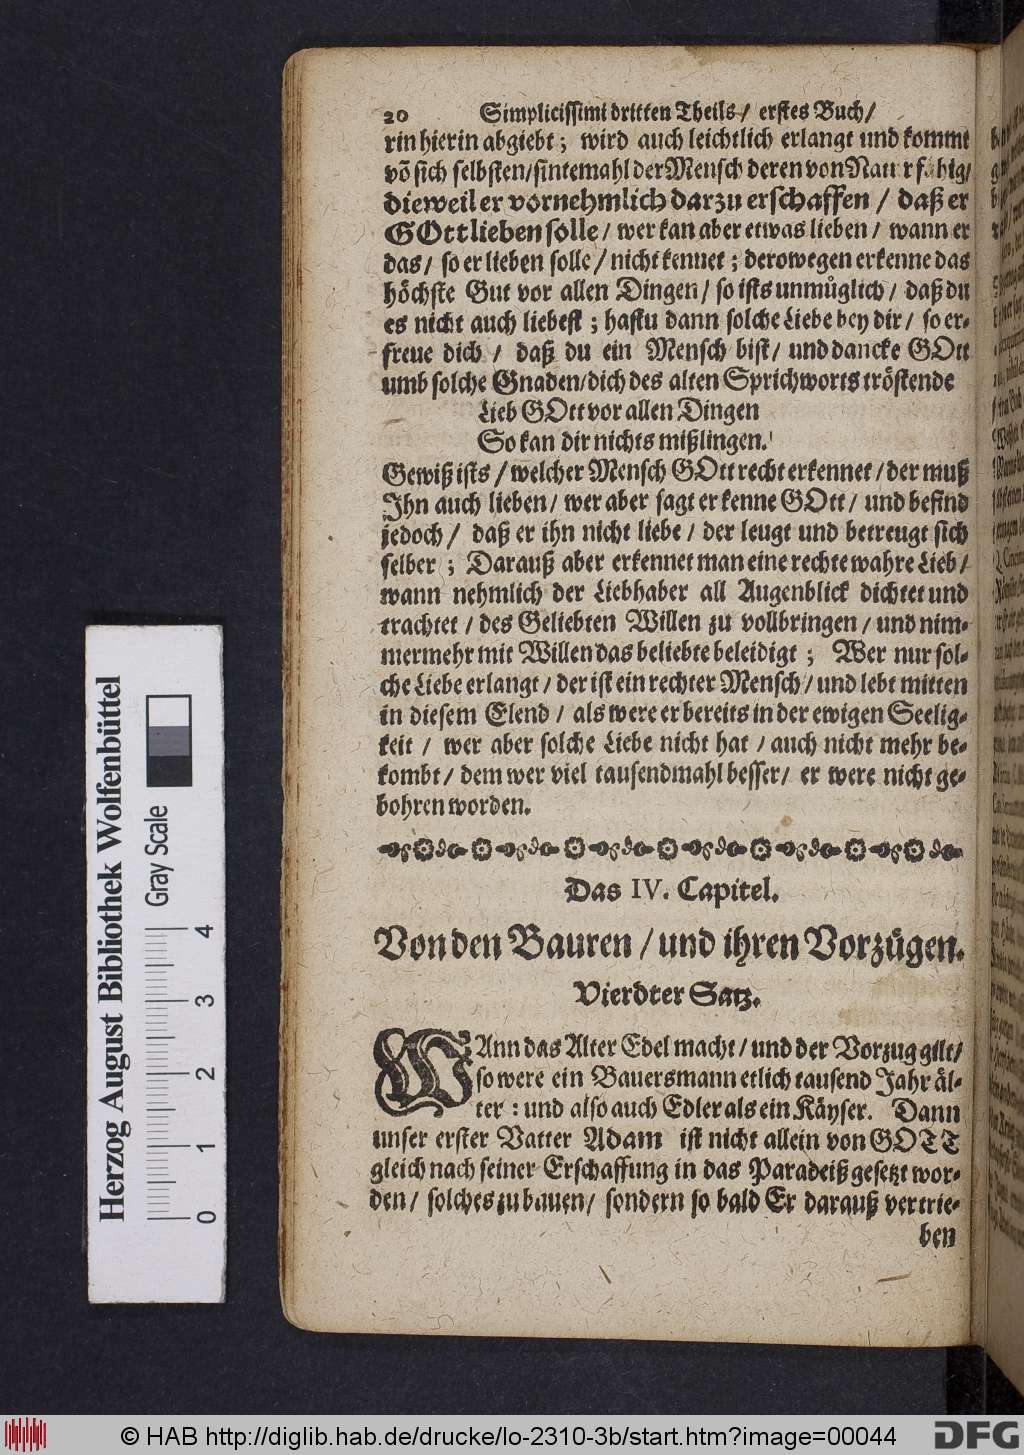 20 Simplicissimi dritten Theils / erstes Buch /
rin hierin abgiebt; wird auch leichtlich erlangt und kommt
võ sich selbsten / sintemahl der Mensch deren von Natur fähig /
dieweil er vornehmlich darzu erschaffen / daß er
GOtt lieben solle / wer kan aber etwas lieben / wann er
das / so er lieben solle / nicht kennet; derowegen erkenne das
höchste Gut vor allen Dingen / so ists unmůglich / daß du
es nicht auch liebest; hastu dann solche Liebe bey dir / so er-
freue dich / daß du ein Mensch bist / und dancke GOtt
umb solche Gnaden / dich des alten Sprichworts tröstende
Lieb GOtt vor allen Dingen
So kan dir nichts mißlingen.
Gewiß ists / welcher Mensch GOtt recht erkennet / der muß
Ihn auch lieben / wer aber sagt er kenne GOtt / und befind
jedoch / daß er ihn nicht liebe / der leugt und betreugt sich
selber; Darauß aber erkennet man eine rechte wahre Lieb /
wann nehmlich der Liebhaber all Augenblick dichtet und
trachtet / des Geliebten Willen zu vollbringen / und nim-
mermehr mit Willen das beliebte beleidigt; Wer nur sol-
che Liebe erlangt / der ist ein rechter Mensch / und lebt mitten
in diesem Elend / als were er bereits in der ewigen Seelig-
keit / wer aber solche Liebe nicht hat / auch nicht mehr be-
kombt / dem wer viel tausendmahl besser / er were nicht ge-
bohren worden.
Das IV. Capitel.
Von den Bauren / und ihren Vorzügen.
Vierdter Satz.
WAnn das Alter Edel macht / und der Vorzug gilt /
so were ein Bauersmann etlich tausend Jahr äl-
ter: und also auch Edler als ein Käyser. Dann
unser erster Vatter Adam ist nicht allein von GOTT
gleich nach seiner Erschaffung in das Paradeiß gesetzt wor-
den / solches zu bauen / sondern so bald Er darauß vertrie-
ben
Herzog August Bibliothek Wolfenbüttel
Gray Scale
0 1 2 3 4
© HAB http://diglib.hab.de/drucke/lo-2310-3b/start.htm?image=00044
DFG